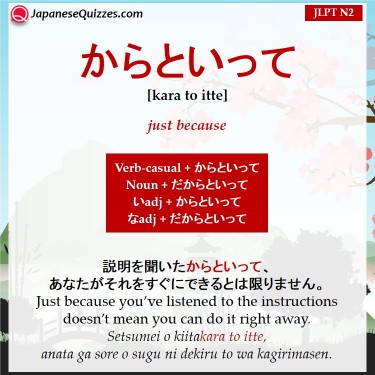 JapaneseQuizzes.com
JLPT N2
からといって
[kara to itte]
just because
Verb-casual + からといって
Noun + だからといって
いadj + からといって
なadj + だからといって
説明を聞いたからといって、
あなたがそれをすぐにできるとは限りません。
Just because you’ve listened to the instructions
doesn’t mean you can do it right away.
Setsumei o kiitakara to itte,
anata ga sore o sugu ni dekiru to wa kagirimasen.